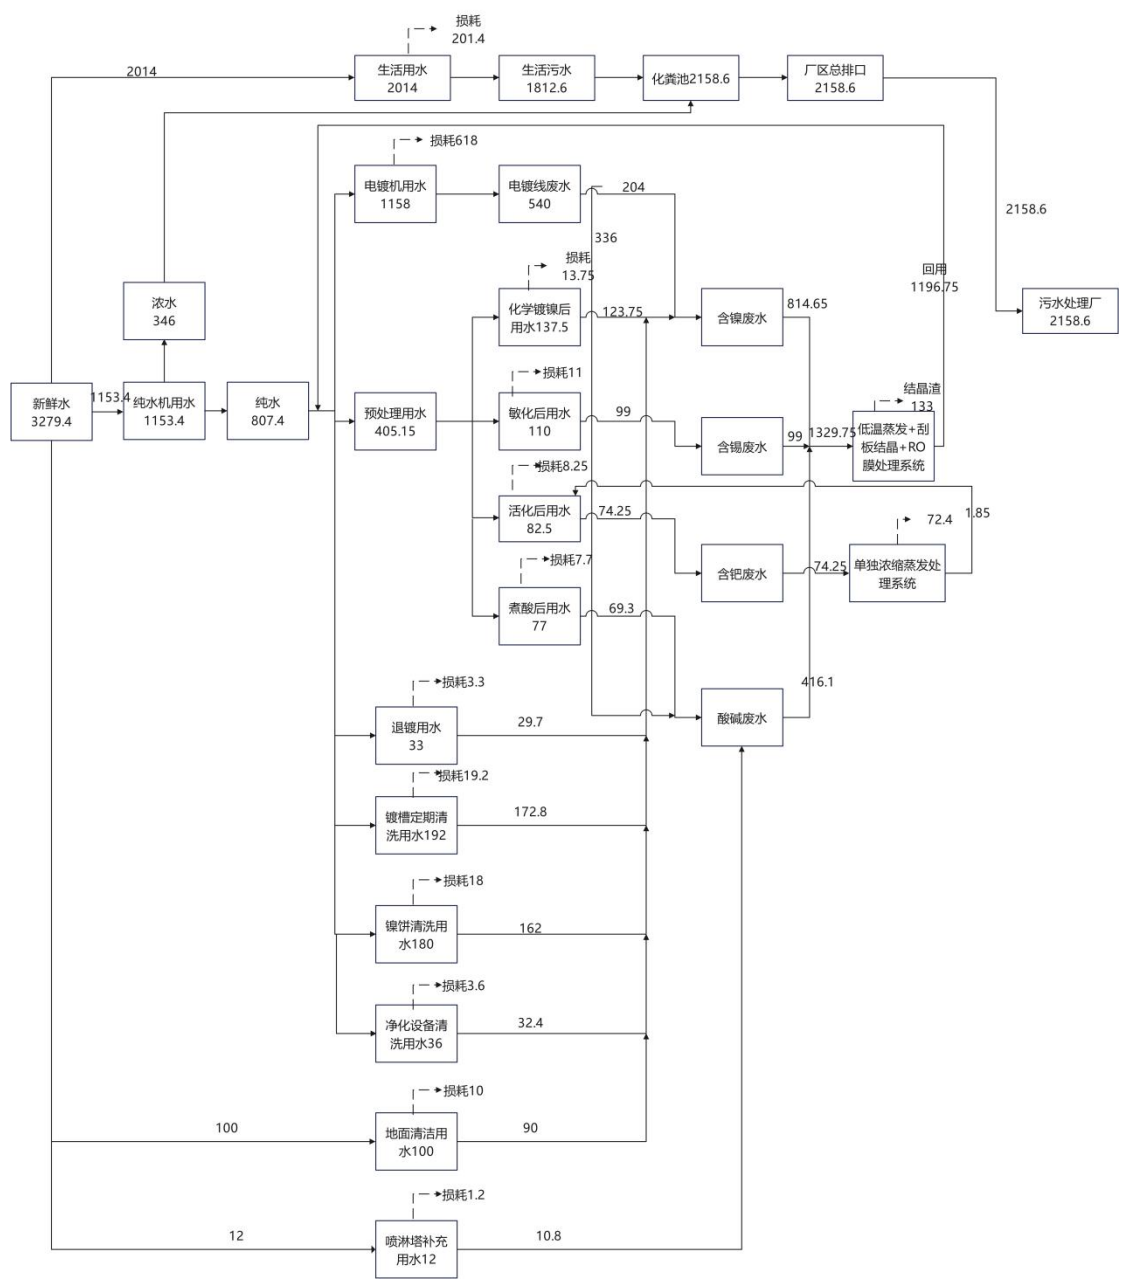 损耗
201.4
2014
生活用水
2014
生活污水
1812.6
化粪池2158.6
厂区总排口
2158.6
损耗618
电镀机用水
1158
电镀线废水
540
204
2158.6
336
损耗
13.75
回用
1196.75
浓水
346
化学镀镍后
用水137.5
123.75
含镍废水
814.65
污水处理厂
2158.6
损耗11
结晶渣
133
新鲜水
3279.4
1153.4
纯水机用水
1153.4
纯水
807.4
预处理用水
405.15
敏化后用水
110
99
含锡废水
99
1329.75
低温蒸发+刮
板结晶+RO
膜处理系统
损耗8.25
活化后用水
82.5
74.25
72.4
1.85
损耗7.7
含钯废水
74.25
单独浓缩蒸发处
理系统
煮酸后用水
77
69.3
损耗3.3
416.1
退镀用水
33
29.7
酸碱废水
损耗19.2
镀槽定期清
洗用水192
172.8
损耗18
镍饼清洗用
水180
162
损耗3.6
净化设备清
洗用水36
32.4
损耗10
100
地面清洁用
水100
90
损耗1.2
12
喷淋塔补充
用水12
10.8